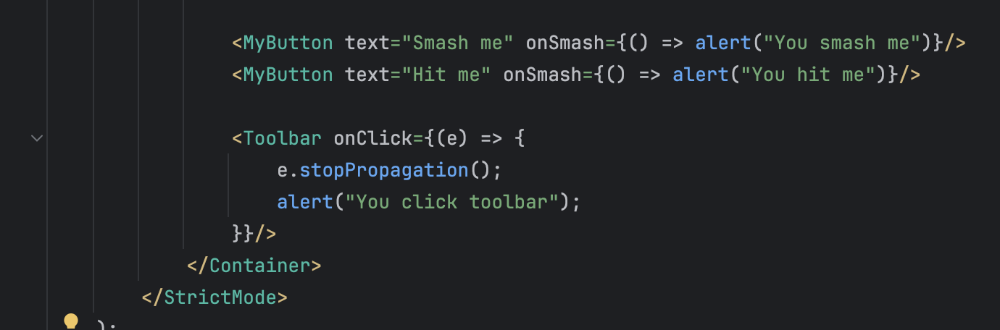 <MyButton text="Smash me" onSmash={() => alert("You smash me")}/>
<MyButton text="Hit me" onSmash={() => alert("You hit me")}/>
<Toolbar onClick={(e) => {
e.stopPropagation();
alert("You click toolbar");
}}/>
</Container>
</StrictMode>
);